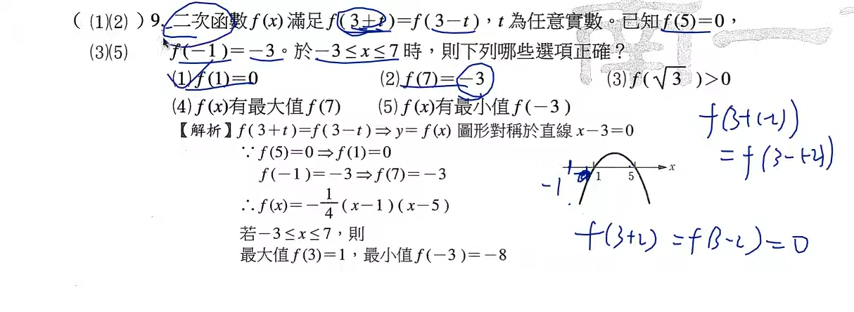 (1)(2) 9. 二次函數 f(x) 滿足 f(3+t)=f(3−t),t 為任意實數。已知 f(5)=0,
(3)(5) f(−1)=−3。於 −3≤x≤7 時,則下列哪些選項正確?
(1) f(1)=0 (2) f(7)=−3 (3) f(√3)>0
(4) f(x)有最大值 f(7) (5) f(x)有最小值 f(−3)
【解析】f(3+t)=f(3−t)⇒y=f(x) 圖形對稱於直線 x−3=0
∵f(5)=0⇒f(1)=0
f(−1)=−3⇒f(7)=−3
∴f(x)=−1/4(x−1)(x−5)
若−3≤x≤7,則
最大值 f(3)=1,最小值 f(−3)=−8
−1 1 5 x
f(3+(-2))
=f(3-(-2))
f(3+2)=f(3-2)=0
南一